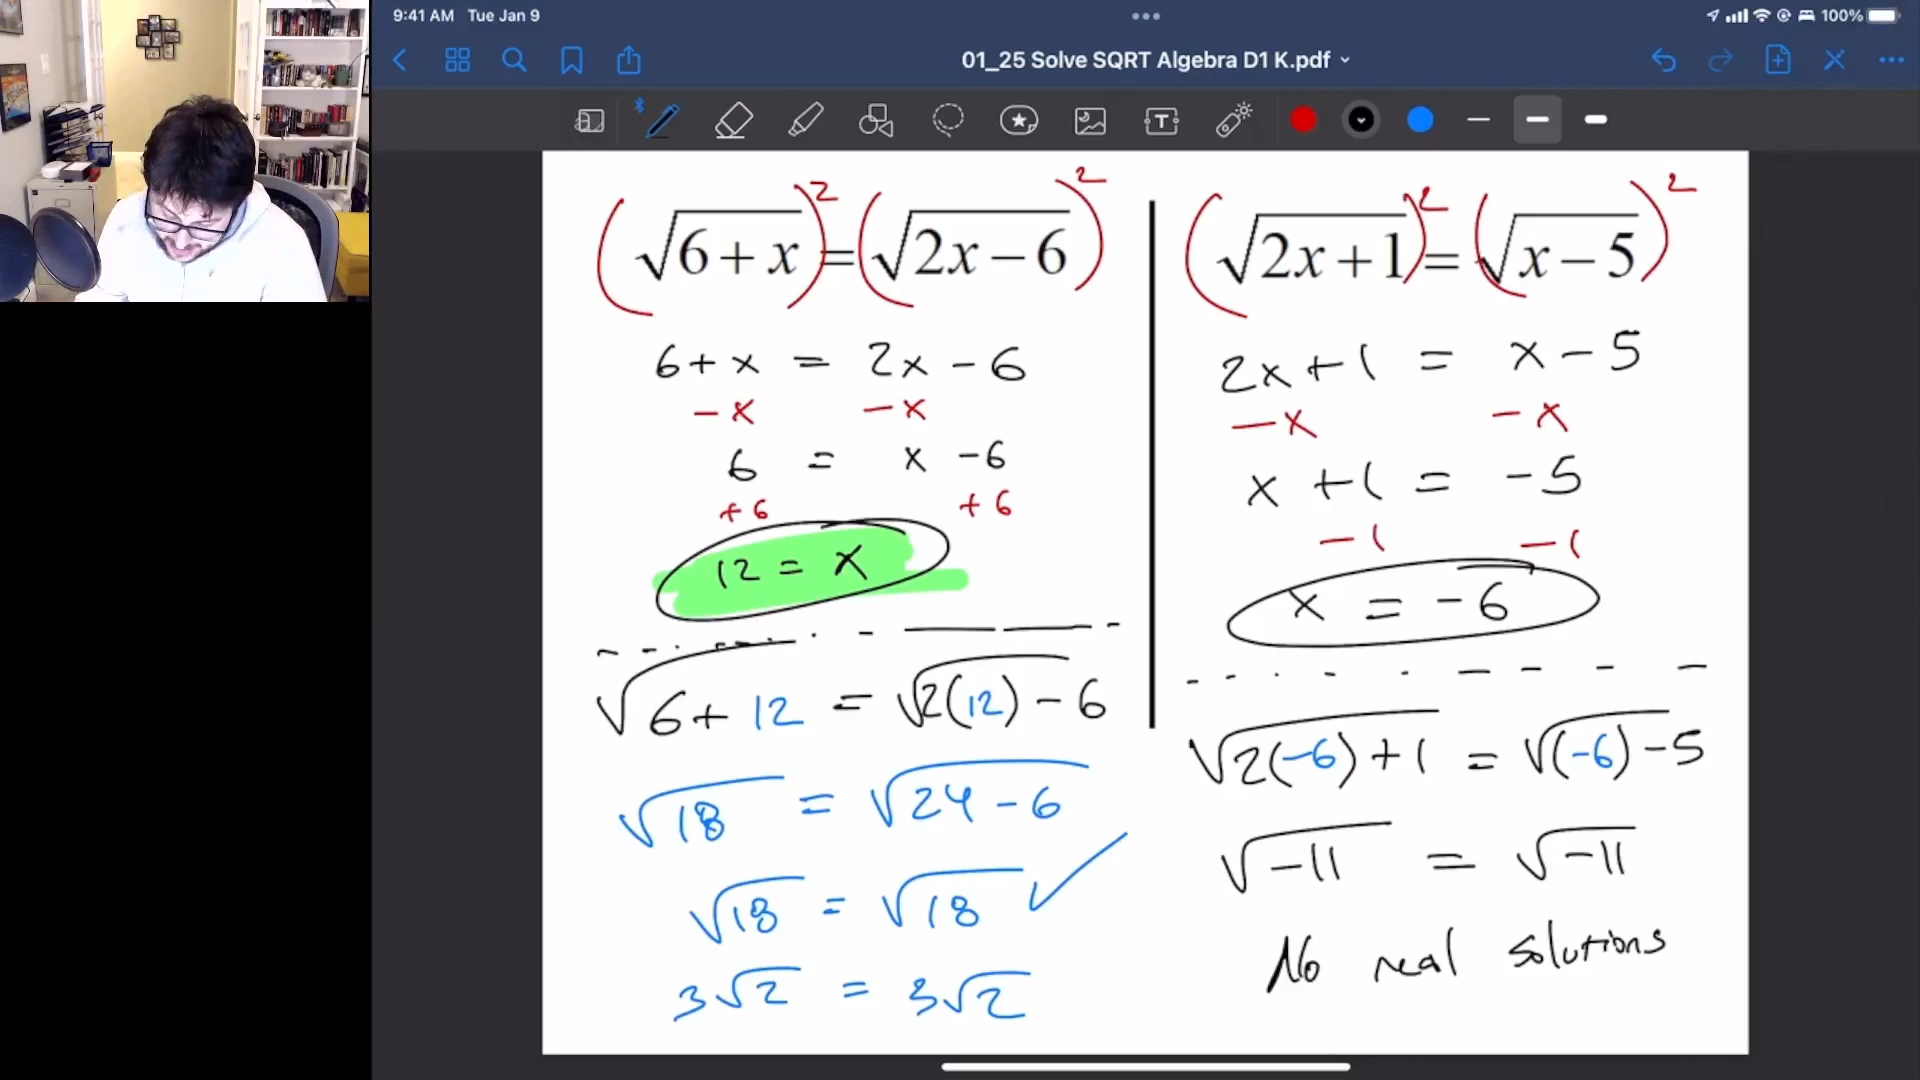 9:41 AM Tue Jan 9
100%
01_25 Solve SQRT Algebra D1 K.pdf
T
(√6 + x)² = (√2x − 6)²
6 + x = 2x − 6
− x − x
6 = x − 6
+ 6 + 6
12 = x
√6 + 12 = √2(12) − 6
√18 = √24 − 6
√18 = √18 ✓
3√2 = 3√2
(√2x + 1)² = (√x − 5)²
2x + 1 = x − 5
− x − x
x + 1 = − 5
− 1 − 1
x = − 6
√2(−6) + 1 = √(−6) − 5
√−11 = √−11
No real solutions